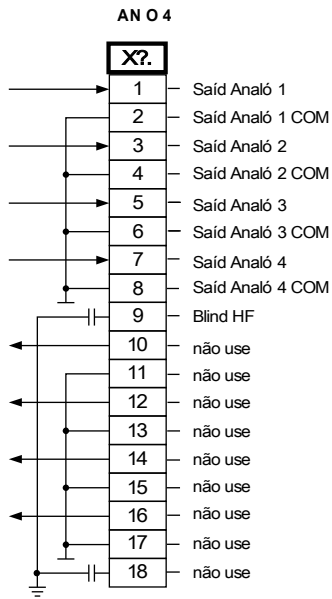 AN O 4
X?.
1 Saíd Analó 1
2 Saíd Analó 1 COM
3 Saíd Analó 2
4 Saíd Analó 2 COM
5 Saíd Analó 3
6 Saíd Analó 3 COM
7 Saíd Analó 4
8 Saíd Analó 4 COM
9 Blind HF
10 não use
11 não use
12 não use
13 não use
14 não use
15 não use
16 não use
17 não use
18 não use